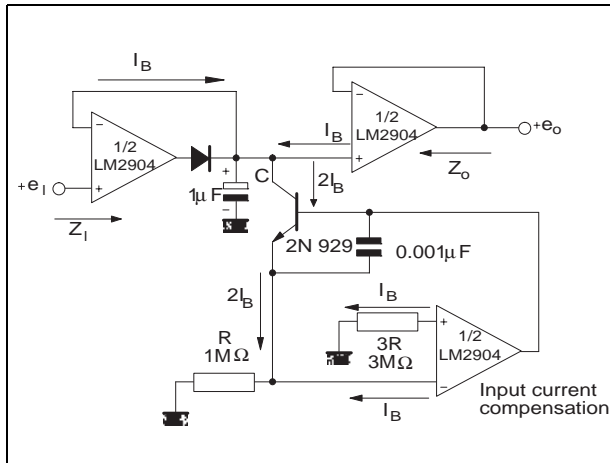 I_B
1/2
LM2904
+e_I
Z_I
1µF
C
I_B
2I_B
1/2
LM2904
+e_o
Z_o
2N 929
0.001µF
2I_B
R
1MΩ
I_B
3R
3MΩ
1/2
LM2904
I_B
Input current
compensation